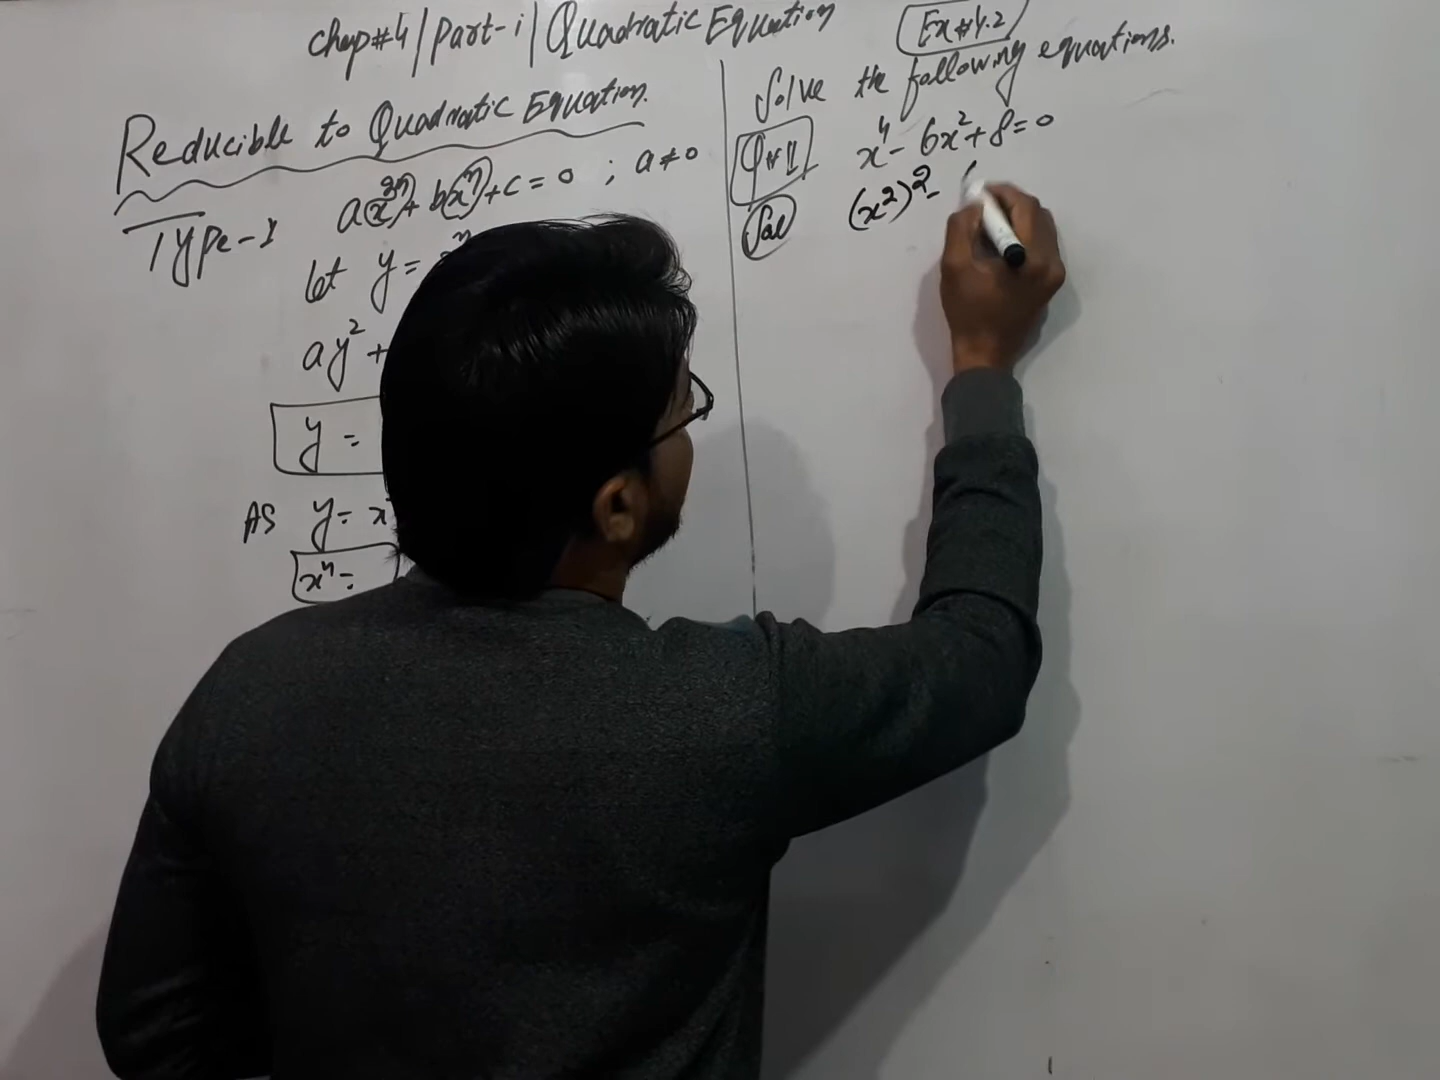 Chap#4/Part-i/Quadratic Equation
Reducible to Quadratic Equation.
Type-I ax²ⁿ + bxⁿ + c = 0 ; a ≠ 0
let y =
ay² +
y =
As y = x
xⁿ =
Ex#4.2
Solve the following equations.
Q#1 x⁴ - 6x² + 8 = 0
Sol (x²)² -